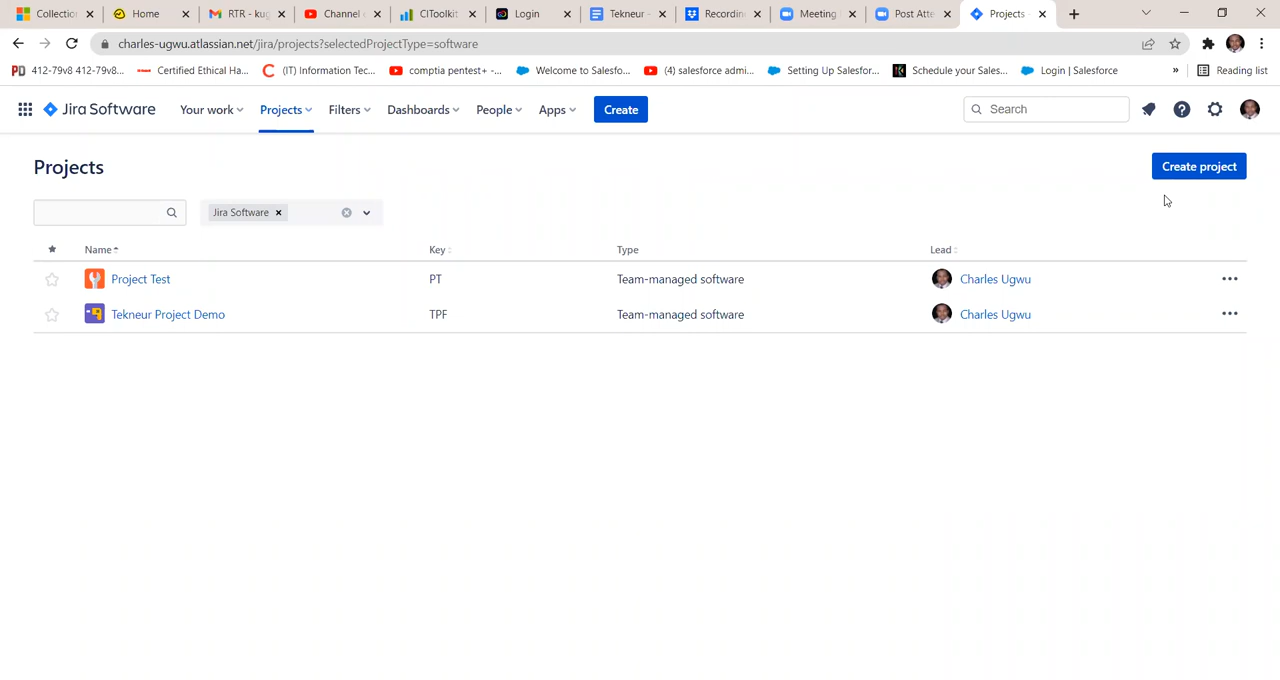 Collection Home RTR - kug Channel CIToolkit Login Tekneur - Recordin Meeting Post Atte Projects -
charles-ugwu.atlassian.net/jira/projects?selectedProjectType=software
412-79v8 412-79v8... Certified Ethical Ha... (IT) Information Tec... comptia pentest+ -... Welcome to Salesfo... (4) salesforce admi... Setting Up Salesfor... Schedule your Sales... Login | Salesforce » Reading list
Jira Software Your work Projects Filters Dashboards People Apps Create Search
Projects Create project
Jira Software
Name Key Type Lead
Project Test PT Team-managed software Charles Ugwu
Tekneur Project Demo TPF Team-managed software Charles Ugwu